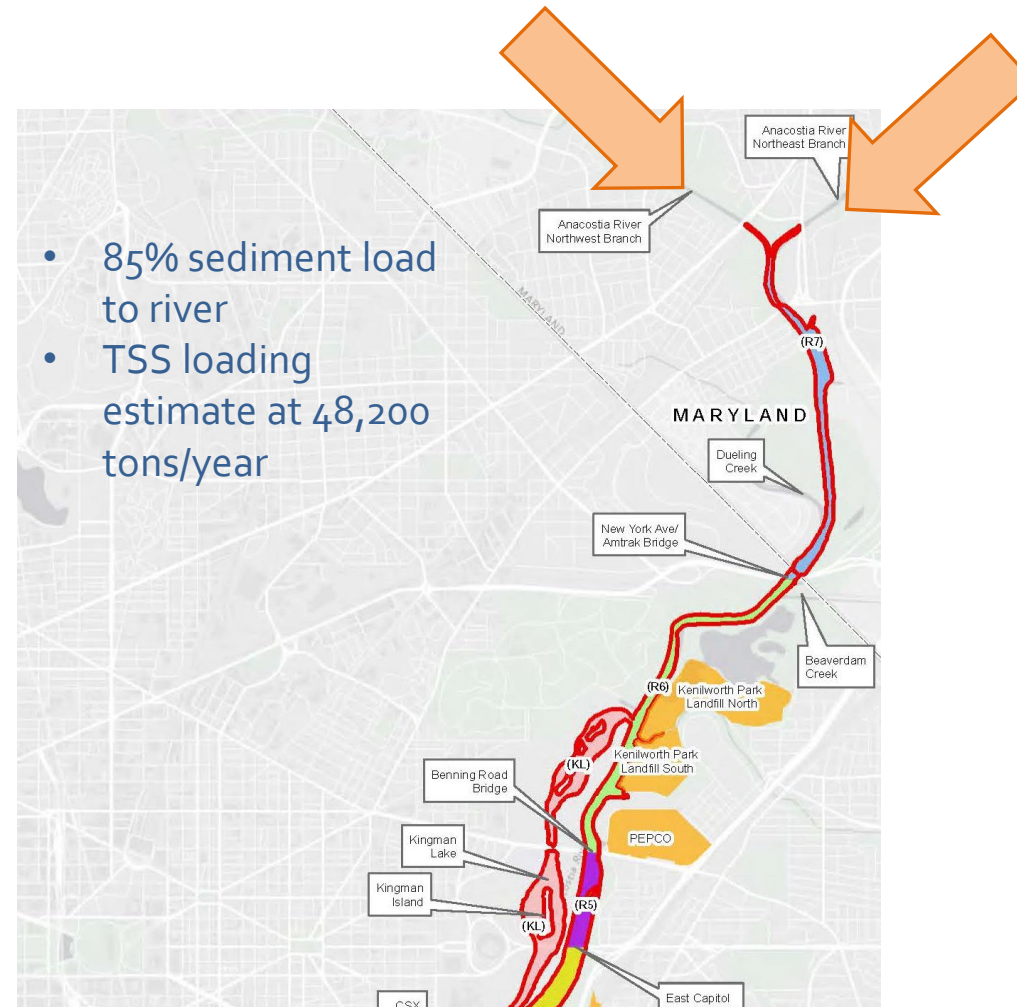 • 85% sediment load
to river
• TSS loading
estimate at 48,200
tons/year
Anacostia River
Northeast Branch
Anacostia River
Northwest Branch
MARYLAND
(R7)
MARYLAND
Dueling
Creek
New York Ave/
Amtrak Bridge
Beaverdam
Creek
(R6)
Kenilworth Park
Landfill North
Kenilworth Park
Landfill South
(KL)
Benning Road
Bridge
PEPCO
Kingman
Lake
Kingman
Island
(R5)
(KL)
East Capitol
CSX